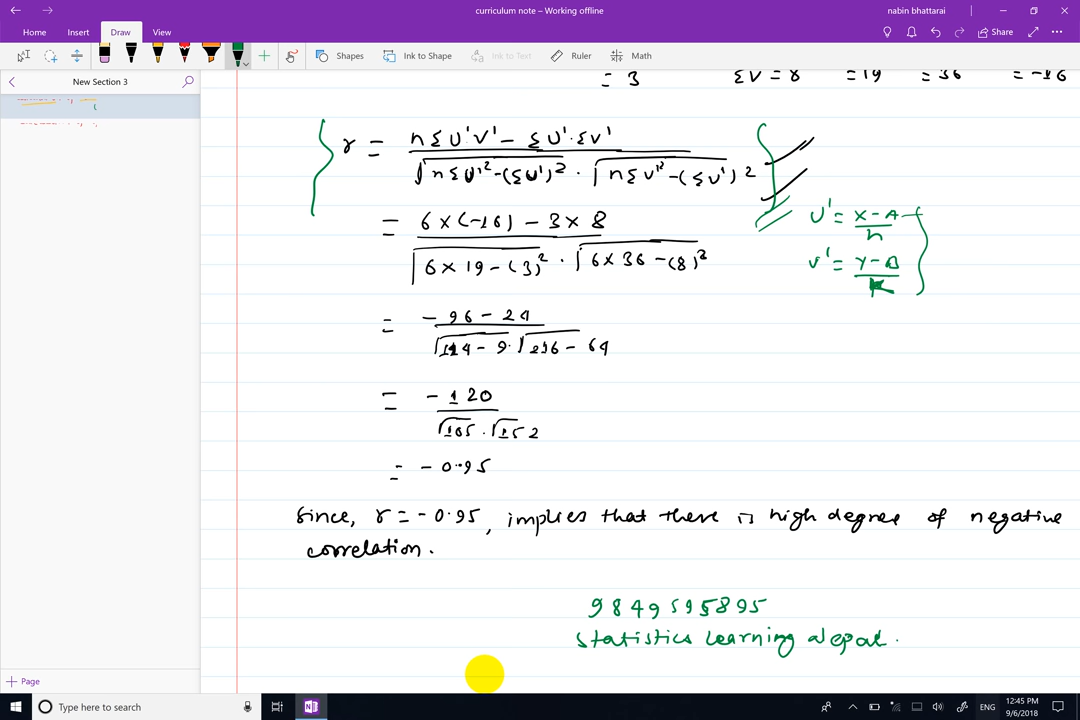 curriculum note – Working offline
nabin bhattarai
Home Insert Draw View
Share
Shapes Ink to Shape Ink to Text Ruler Math
New Section 3
= 3 ΣV = 8 = 19 = 36 = -16
r = nΣU'V' - ΣU'.ΣV' / √nΣU'² - (ΣU')² . √nΣV'² - (ΣV')²
U' = X - A / h
V' = Y - B / K
= 6 × (-16) - 3 × 8 / √6 × 19 - (3)² . √6 × 36 - (8)²
= -96 - 24 / √114 - 9 . √216 - 64
= -120 / √105 . √152
= -0.95
Since, r = -0.95, implies that there is high degree of negative
correlation.
9849595895
Statistics Learning Nepal.
+ Page
Type here to search
ENG
12:45 PM
9/6/2018